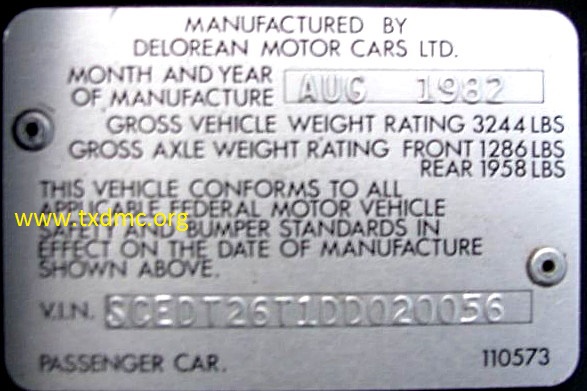 MANUFACTURED BY
DELOREAN MOTOR CARS LTD.
MONTH AND YEAR
OF MANUFACTURE AUG 1982
GROSS VEHICLE WEIGHT RATING 3244 LBS
GROSS AXLE WEIGHT RATING FRONT 1286 LBS
REAR 1958 LBS
THIS VEHICLE CONFORMS TO ALL
APPLICABLE FEDERAL MOTOR VEHICLE
www.txdmc.org
SAFETY AND BUMPER STANDARDS IN
EFFECT ON THE DATE OF MANUFACTURE
SHOWN ABOVE.
V.I.N. SCEDT26T1DD020056
PASSENGER CAR. 110573